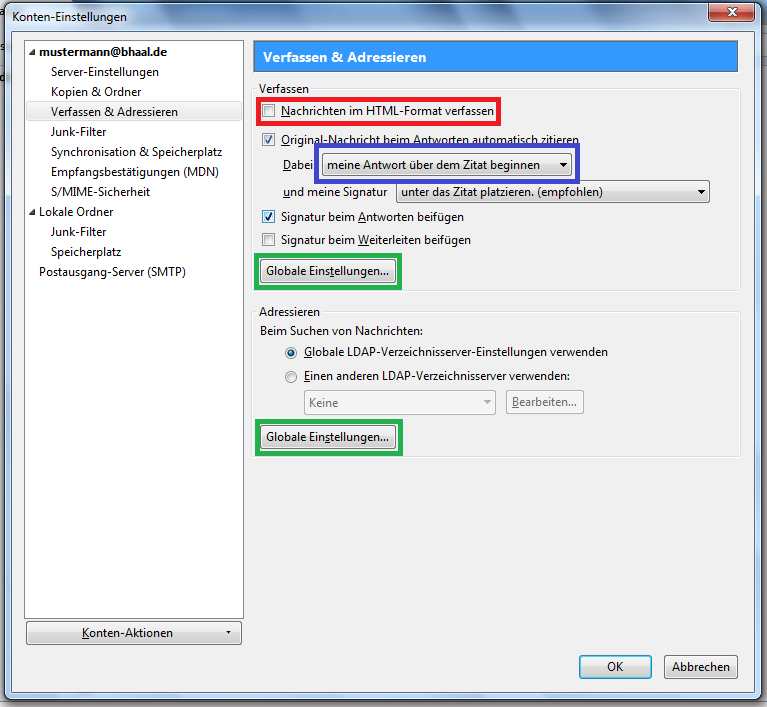 Konten-Einstellungen
mustermann@bhaal.de
Server-Einstellungen
Kopien & Ordner
Verfassen & Adressieren
Junk-Filter
Synchronisation & Speicherplatz
Empfangsbestätigungen (MDN)
S/MIME-Sicherheit
Lokale Ordner
Junk-Filter
Speicherplatz
Postausgang-Server (SMTP)
Konten-Aktionen
Verfassen & Adressieren
Verfassen
Nachrichten im HTML-Format verfassen
Original-Nachricht beim Antworten automatisch zitieren
Dabei meine Antwort über dem Zitat beginnen
und meine Signatur unter das Zitat platzieren. (empfohlen)
Signatur beim Antworten beifügen
Signatur beim Weiterleiten beifügen
Globale Einstellungen...
Adressieren
Beim Suchen von Nachrichten:
Globale LDAP-Verzeichnisserver-Einstellungen verwenden
Einen anderen LDAP-Verzeichnisserver verwenden:
Keine Bearbeiten...
Globale Einstellungen...
OK Abbrechen